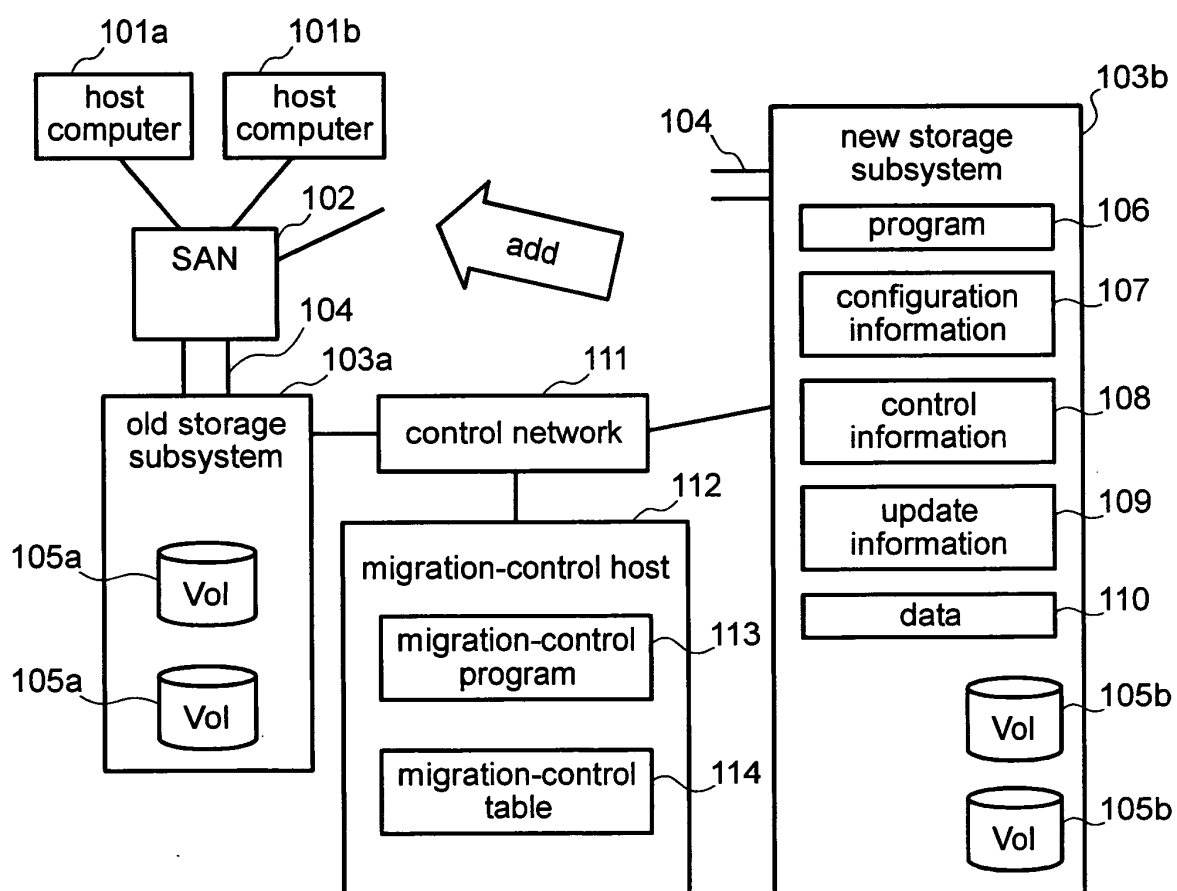 101a
101b
host
computer
host
computer
103b
104
new storage
subsystem
102
SAN
add
106
program
107
configuration
information
104
103a
111
108
control
information
old storage
subsystem
control network
109
update
information
112
105a
Vol
migration-control host
110
data
113
migration-control
program
105a
Vol
105b
Vol
114
migration-control
table
105b
Vol